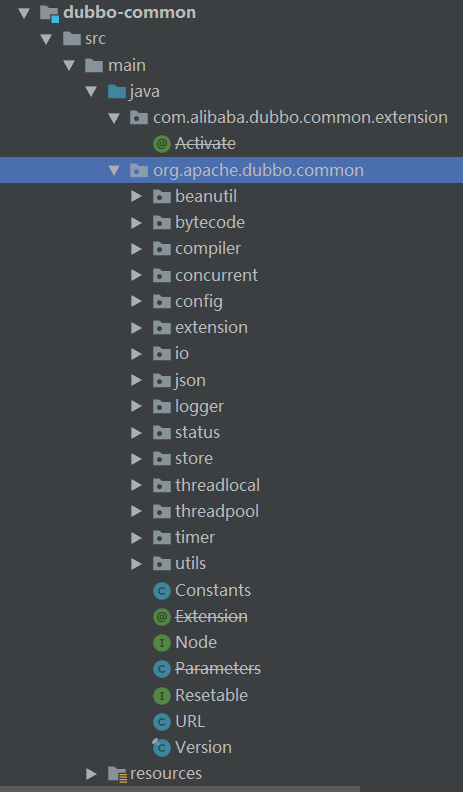 dubbo-common
src
main
java
com.alibaba.dubbo.common.extension
@ Activate
org.apache.dubbo.common
beanutil
bytecode
compiler
concurrent
config
extension
io
json
logger
status
store
threadlocal
threadpool
timer
utils
C Constants
@ Extension
I Node
C Parameters
I Resetable
C URL
C Version
resources